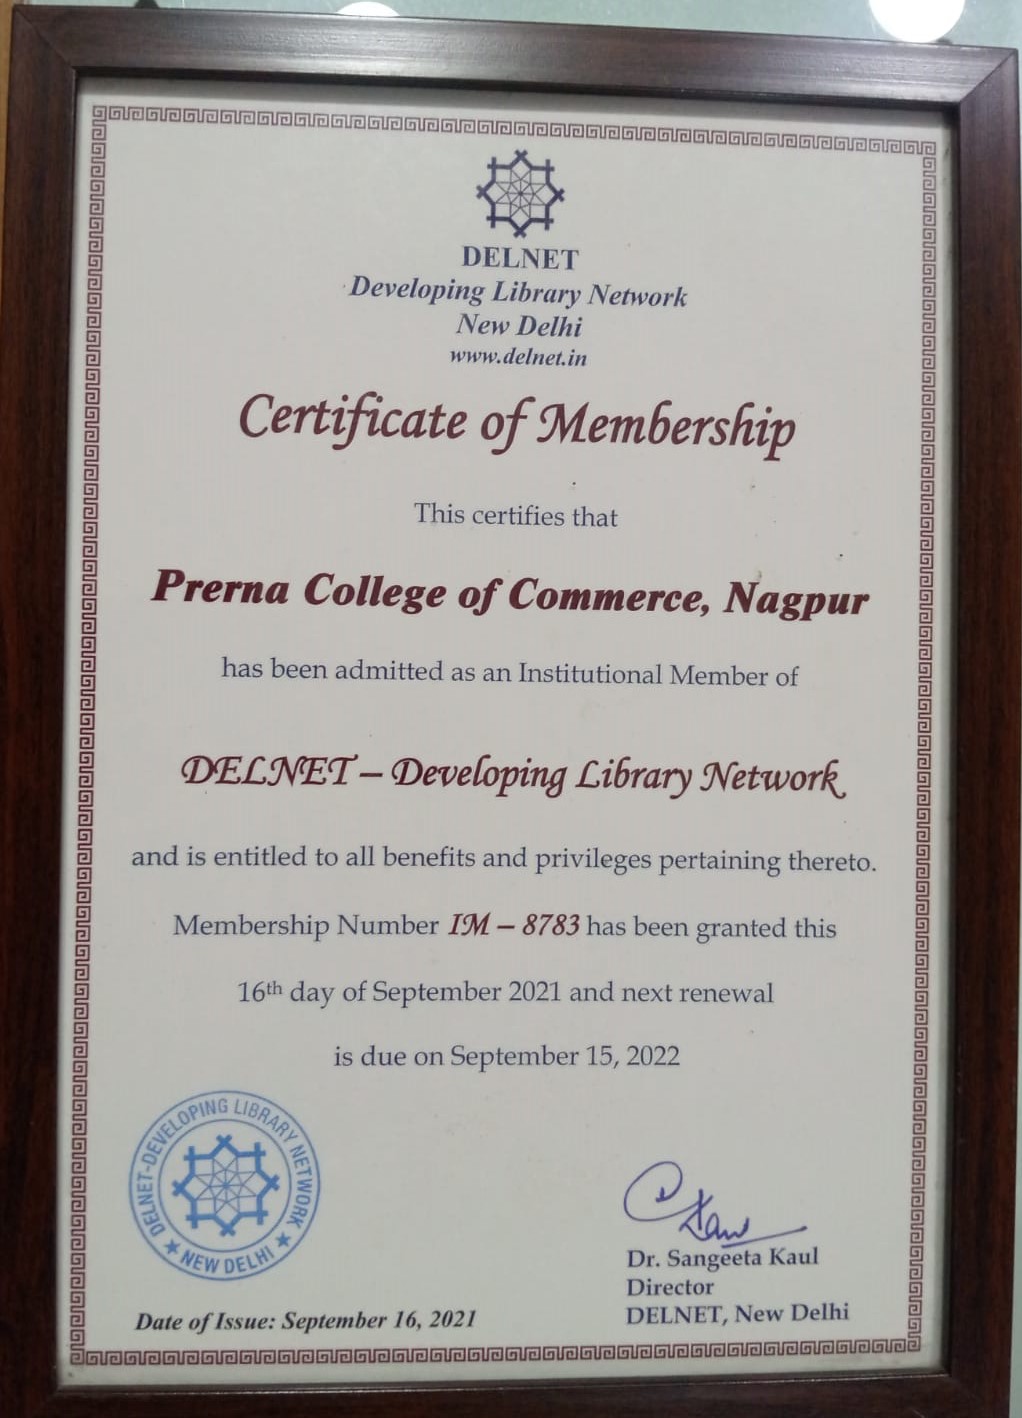 DELNET
Developing Library Network
New Delhi
www.delnet.in
Certificate of Membership
This certifies that
Prerna College of Commerce, Nagpur
has been admitted as an Institutional Member of
DELNET – Developing Library Network
and is entitled to all benefits and privileges pertaining thereto.
Membership Number IM – 8783 has been granted this
16th day of September 2021 and next renewal
is due on September 15, 2022
DELNET-DEVELOPING LIBRARY NETWORK
★ NEW DELHI ★
Dr. Sangeeta Kaul
Director
DELNET, New Delhi
Date of Issue: September 16, 2021